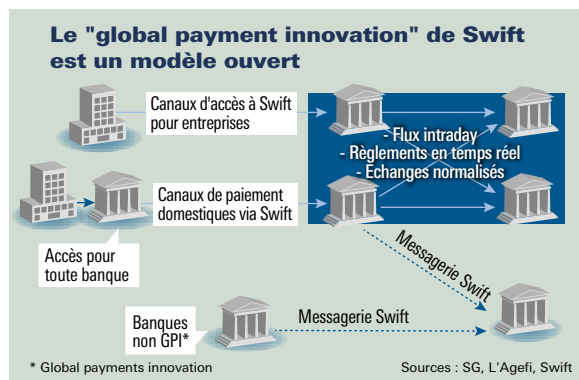 Le "global payment innovation" de Swift
est un modèle ouvert
Canaux d'accès à Swift
pour entreprises
- Flux intraday
- Règlements en temps réel
- Echanges normalisés
Canaux de paiement
domestiques via Swift
Accès pour
toute banque
Messagerie Swift
Banques
non GPI*
Messagerie Swift
* Global payments innovation
Sources : SG, L'Agefi, Swift